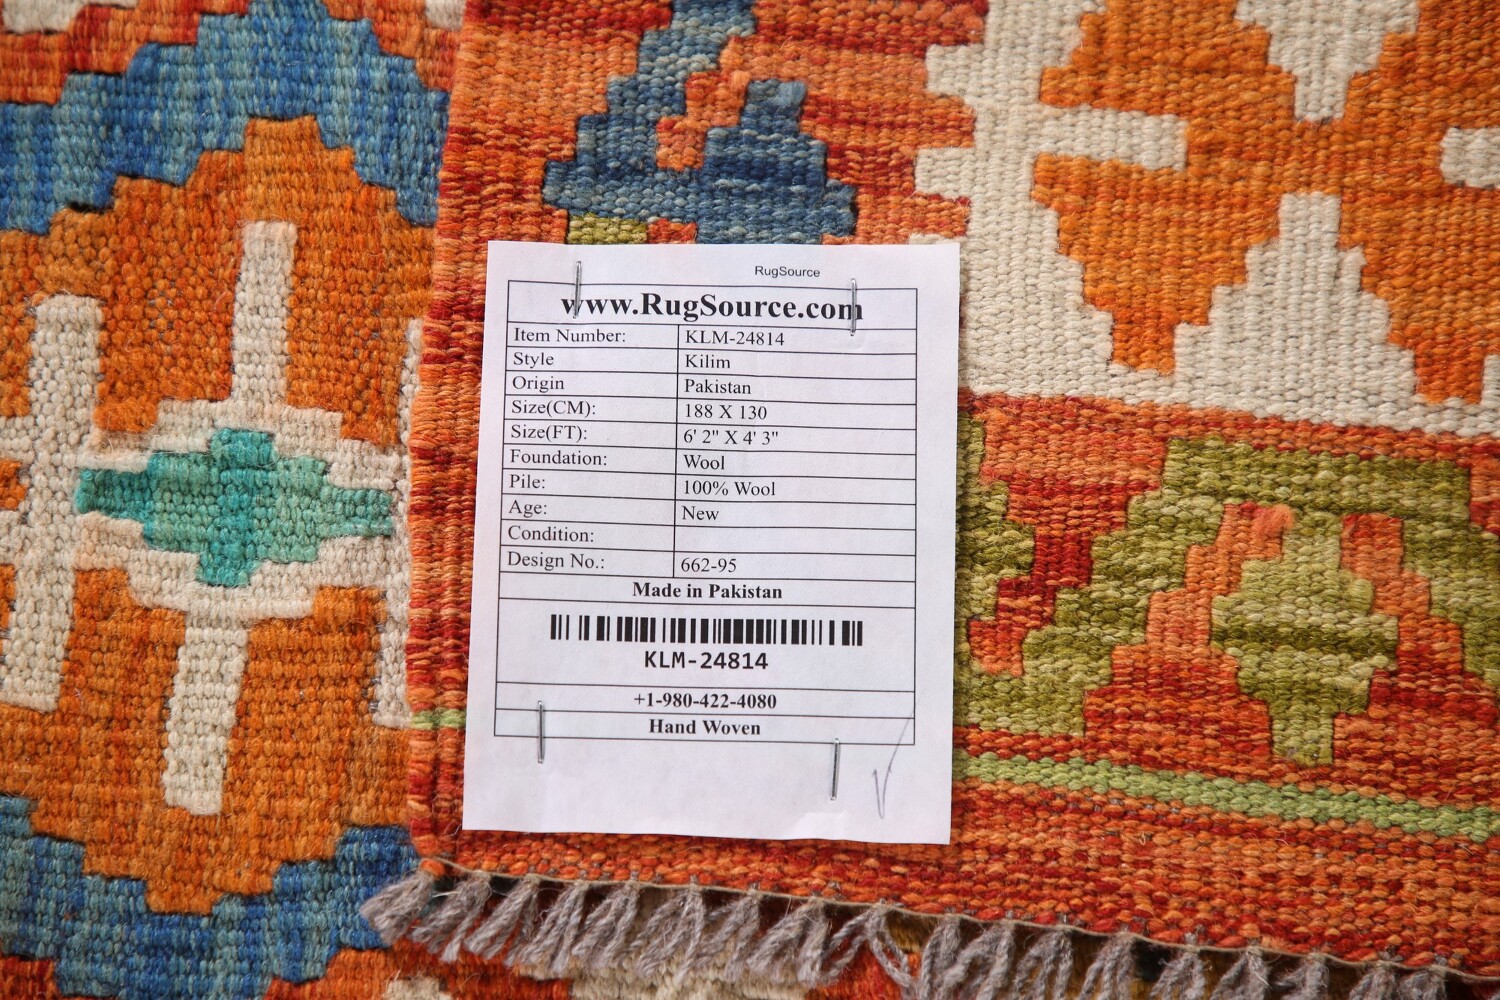 RugSource
www.RugSource.com
Item Number: KLM-24814
Style Kilim
Origin Pakistan
Size(CM): 188 X 130
Size(FT): 6' 2" X 4' 3"
Foundation: Wool
Pile: 100% Wool
Age: New
Condition:
Design No.: 662-95
Made in Pakistan
KLM-24814
+1-980-422-4080
Hand Woven